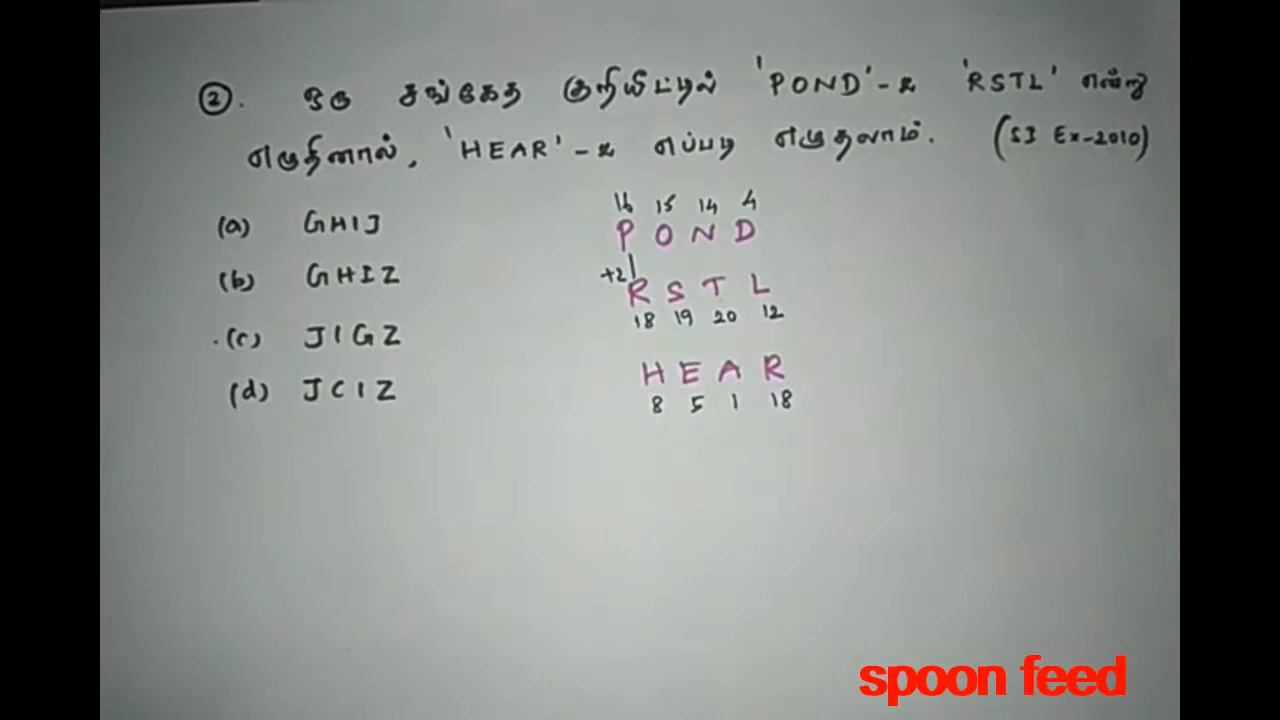 ②. ஒரு சங்கேத குறியீட்டில் 'POND'-ஐ 'RSTL' என்று
எழுதினால், 'HEAR'-ஐ எப்படி எழுதலாம். (SI Ex-2010)
(a) GHIJ
(b) GHIZ
(c) JIGZ
(d) JCIZ
16 15 14 4
P O N D
+2
R S T L
18 19 20 12
H E A R
8 5 1 18
spoon feed